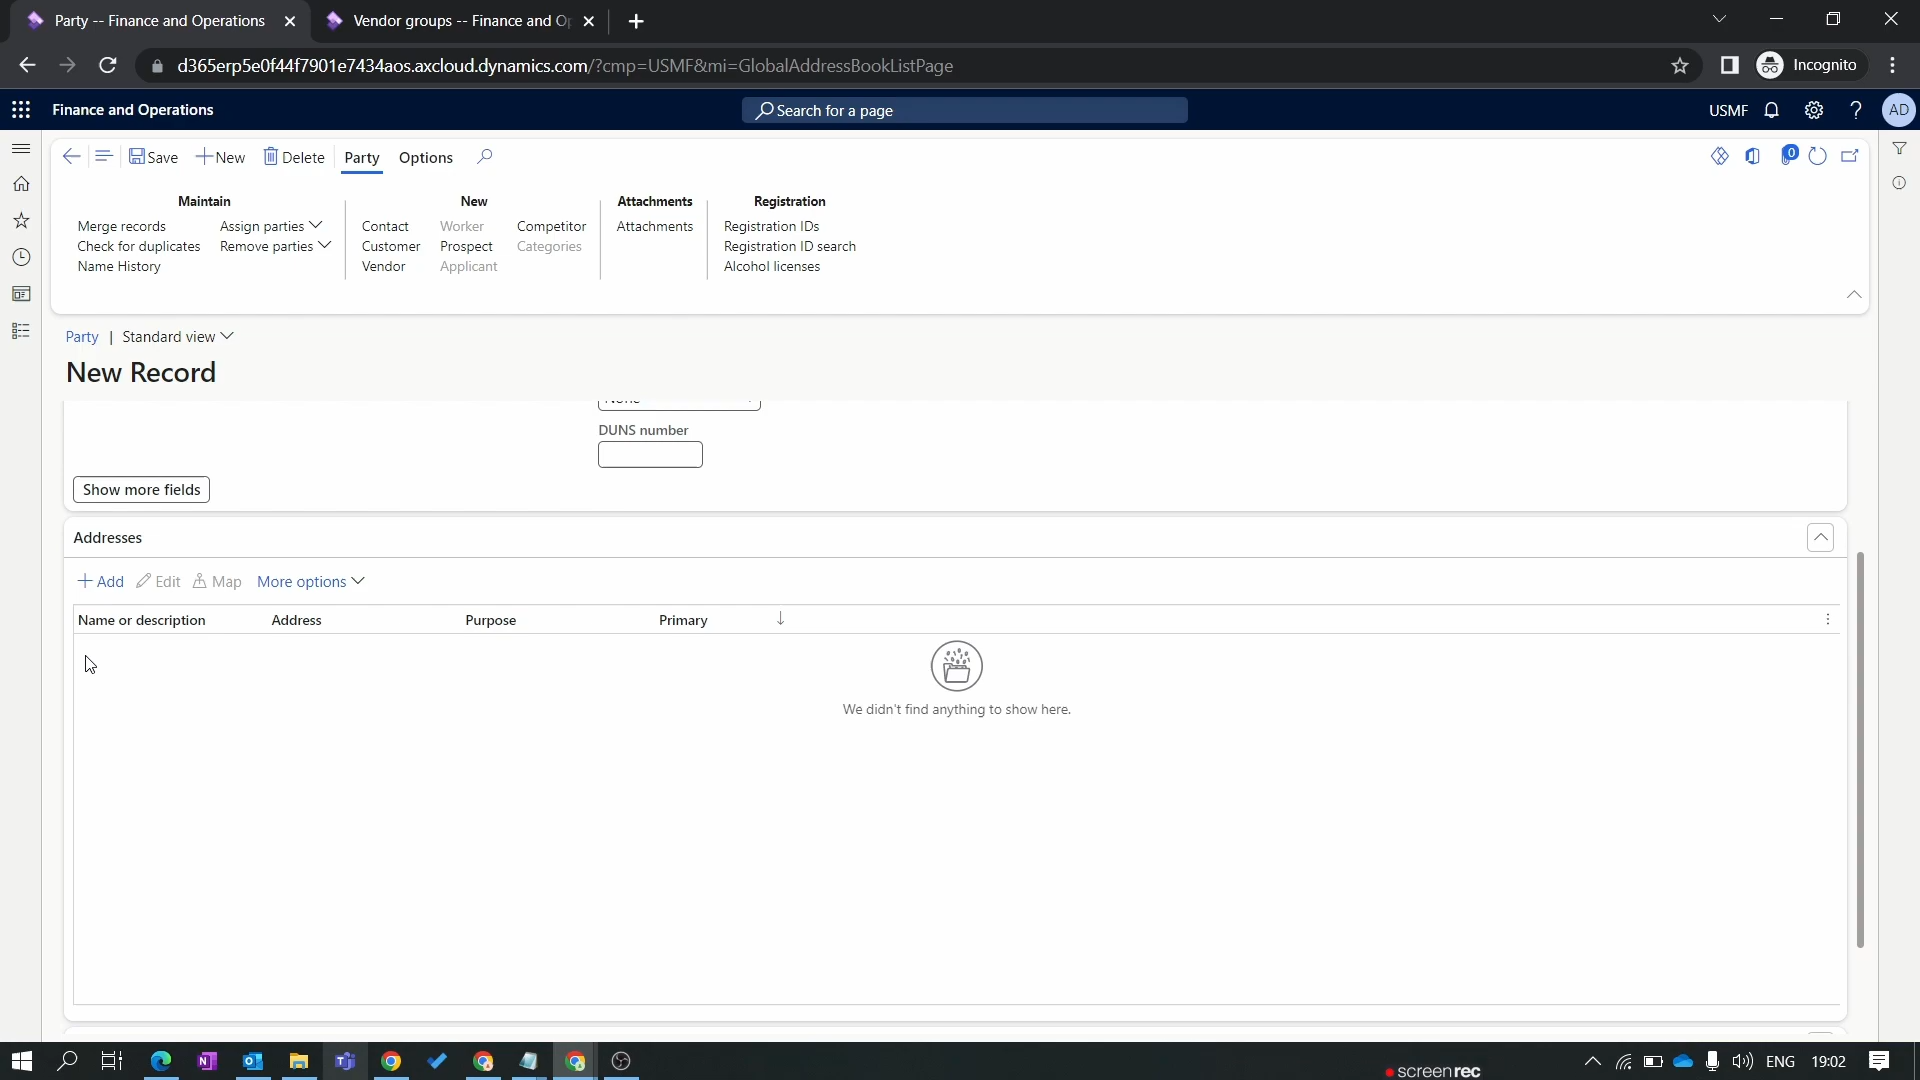 Party -- Finance and Operations
Vendor groups -- Finance and Op
d365erp5e0f44f7901e7434aos.axcloud.dynamics.com/?cmp=USMF&mi=GlobalAddressBookListPage
Incognito
Finance and Operations
Search for a page
USMF
AD
Save
New
Delete
Party
Options
0
Maintain
New
Attachments
Registration
Merge records
Assign parties
Contact
Worker
Competitor
Attachments
Registration IDs
Check for duplicates
Remove parties
Customer
Prospect
Categories
Registration ID search
Name History
Vendor
Applicant
Alcohol licenses
Party | Standard view
New Record
DUNS number
Show more fields
Addresses
Add
Edit
Map
More options
Name or description
Address
Purpose
Primary
We didn't find anything to show here.
ENG
19:02
screenrec